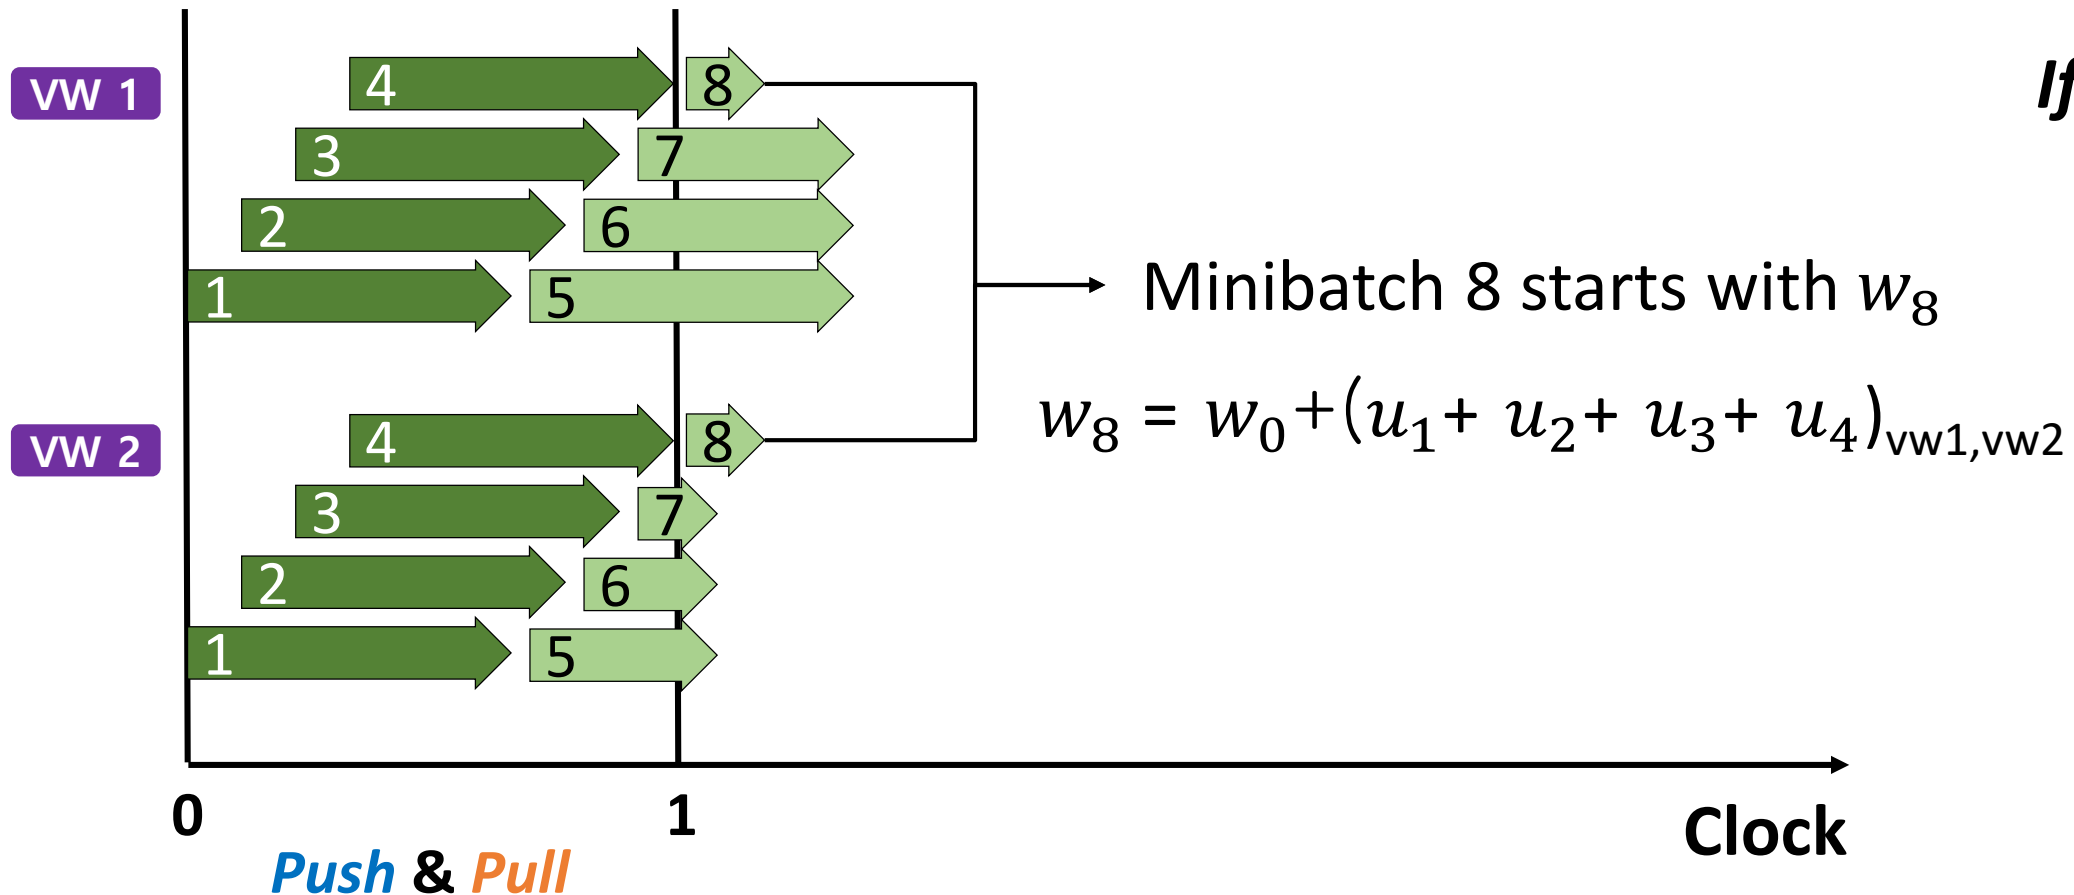 VW 1
4 8
3 7
2 6
1 5
If
Minibatch 8 starts with w₈
w₈ = w₀+(u₁+ u₂+ u₃+ u₄)vw1,vw2
VW 2
4 8
3 7
2 6
1 5
0 1
Clock
Push & Pull